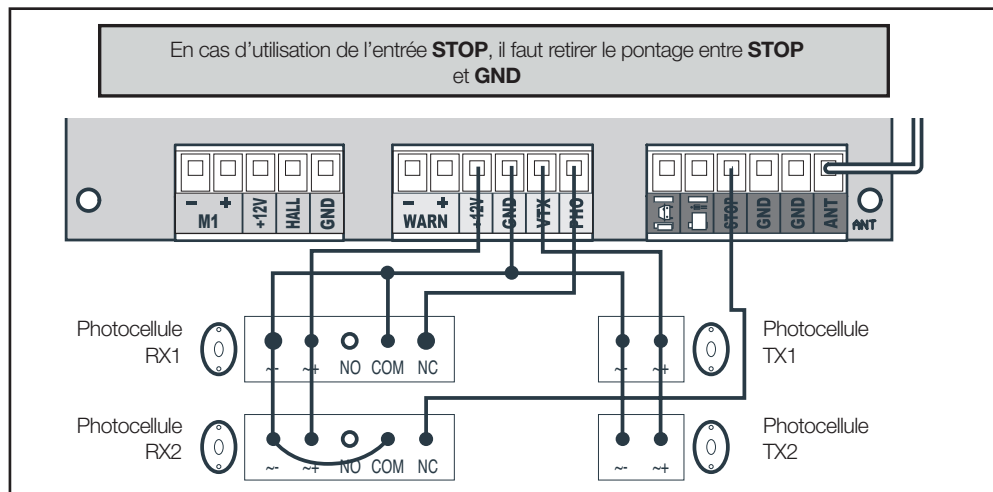 En cas d'utilisation de l'entrée STOP, il faut retirer le pontage entre STOP
et GND
- + M1 +12V HALL GND
- + WARN +12V GND VTX PHO
STOP GND GND ANT
ANT
Photocellule
RX1
~- ~+ NO COM NC
Photocellule
TX1
~- ~+
Photocellule
RX2
~- ~+ NO COM NC
Photocellule
TX2
~- ~+